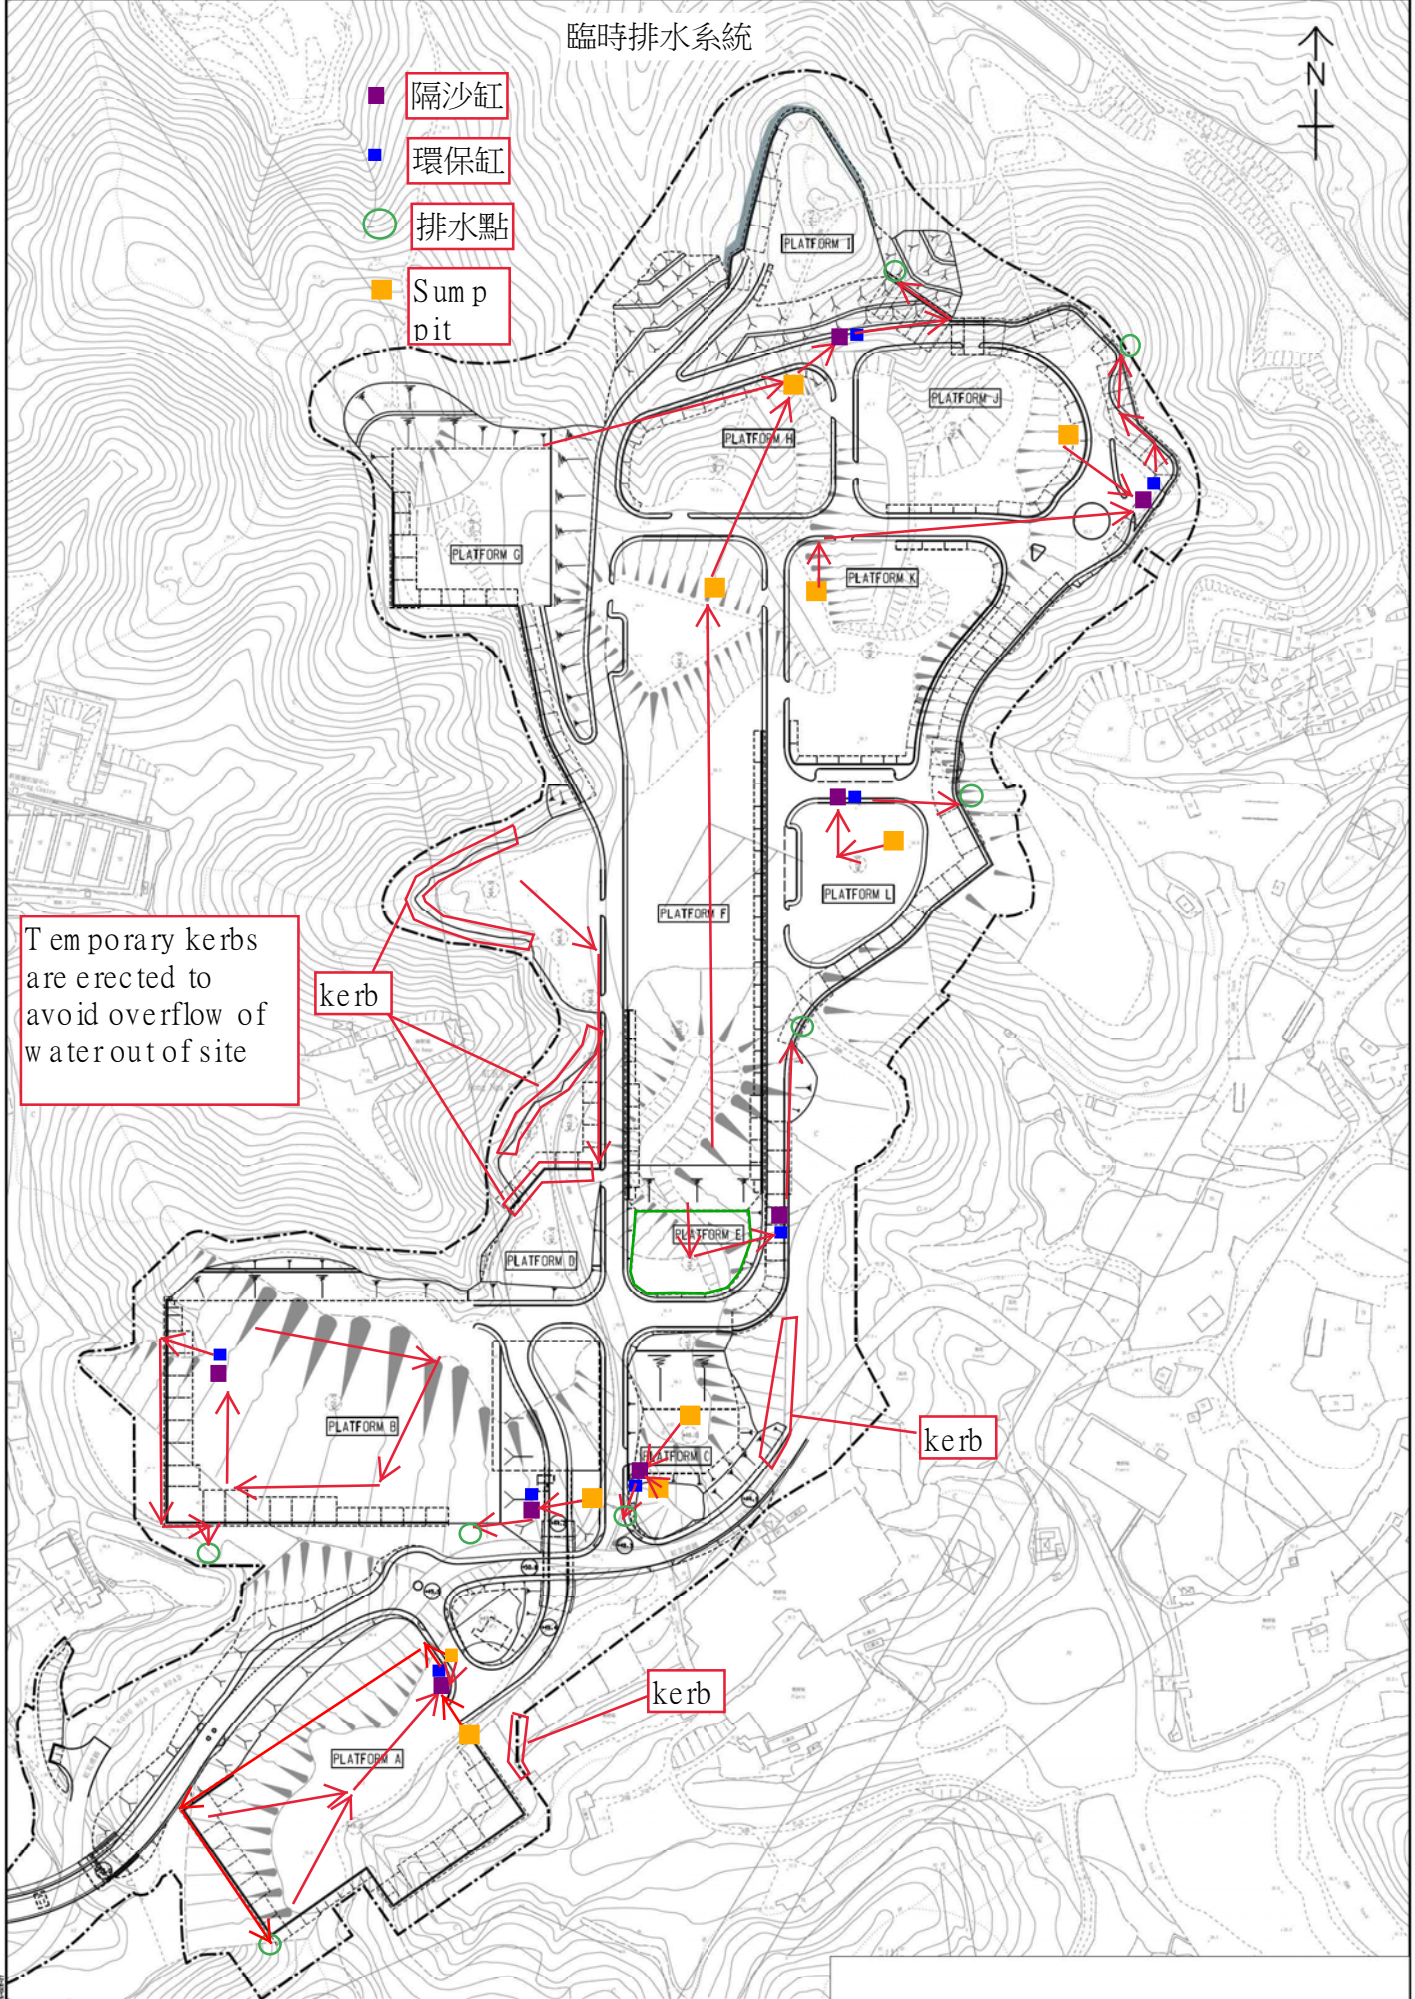 臨時排水系統
隔沙缸
環保缸
排水點
Sump
pit
N
PLATFORM I
PLATFORM J
PLATFORM H
PLATFORM G
PLATFORM K
PLATFORM L
PLATFORM F
Temporary kerbs
are erected to
avoid overflow of
water out of site
kerb
PLATFORM E
PLATFORM D
PLATFORM B
PLATFORM C
kerb
kerb
PLATFORM A